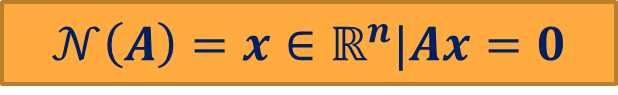 𝒩(A) = x ∈ ℝⁿ|Ax = 0